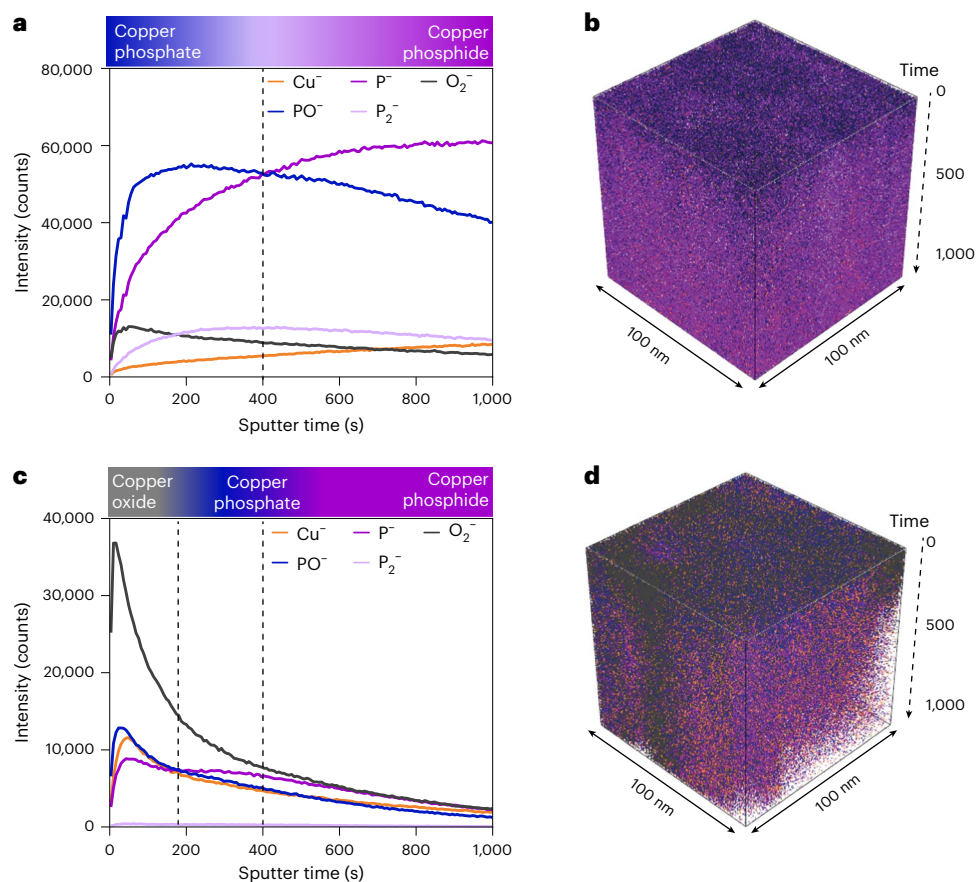 a
Copper phosphate
Copper phosphide
80,000
60,000
40,000
20,000
0
Intensity (counts)
Cu⁻ P⁻ O₂⁻
PO⁻ P₂⁻
0 200 400 600 800 1,000
Sputter time (s)
b
Time
0
500
1,000
100 nm
100 nm
c
Copper oxide
Copper phosphate
Copper phosphide
40,000
30,000
20,000
10,000
0
Intensity (counts)
Cu⁻ P⁻ O₂⁻
PO⁻ P₂⁻
0 200 400 600 800 1,000
Sputter time (s)
d
Time
0
500
1,000
100 nm
100 nm